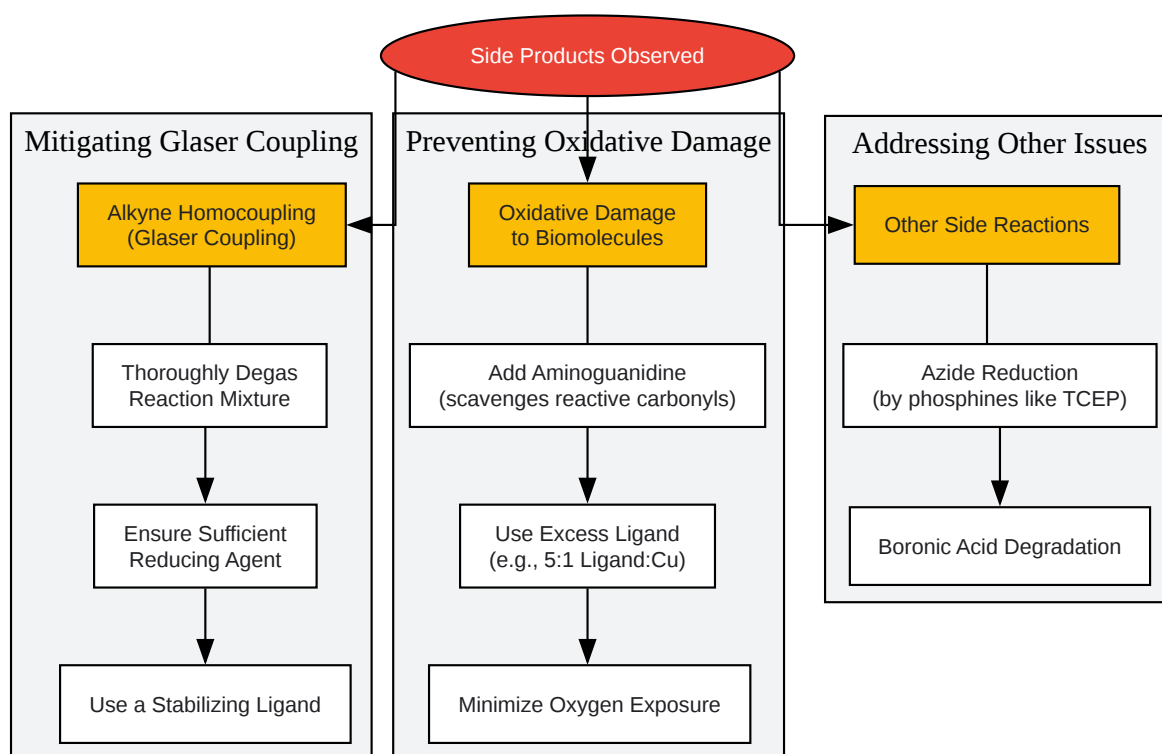 Side Products Observed
Mitigating Glaser Coupling
Alkyne Homocoupling
(Glaser Coupling)
Thoroughly Degas
Reaction Mixture
Ensure Sufficient
Reducing Agent
Use a Stabilizing Ligand
Preventing Oxidative Damage
Oxidative Damage
to Biomolecules
Add Aminoguanidine
(scavenges reactive carbonyls)
Use Excess Ligand
(e.g., 5:1 Ligand:Cu)
Minimize Oxygen Exposure
Addressing Other Issues
Other Side Reactions
Azide Reduction
(by phosphines like TCEP)
Boronic Acid Degradation